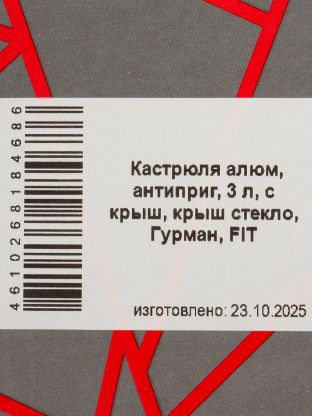 Кастрюля алюм,
антиприг, 3 л, с
крыш, крыш стекло,
Гурман, FIT
изготовлено: 23.10.2025
4610268184686